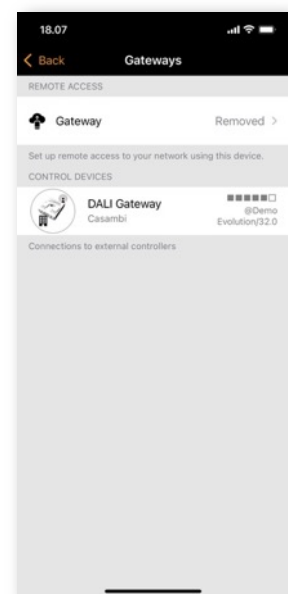 18.07
Back Gateways
REMOTE ACCESS
Gateway Removed
Set up remote access to your network using this device.
CONTROL DEVICES
DALI Gateway
Casambi
@Demo
Evolution/32.0
Connections to external controllers